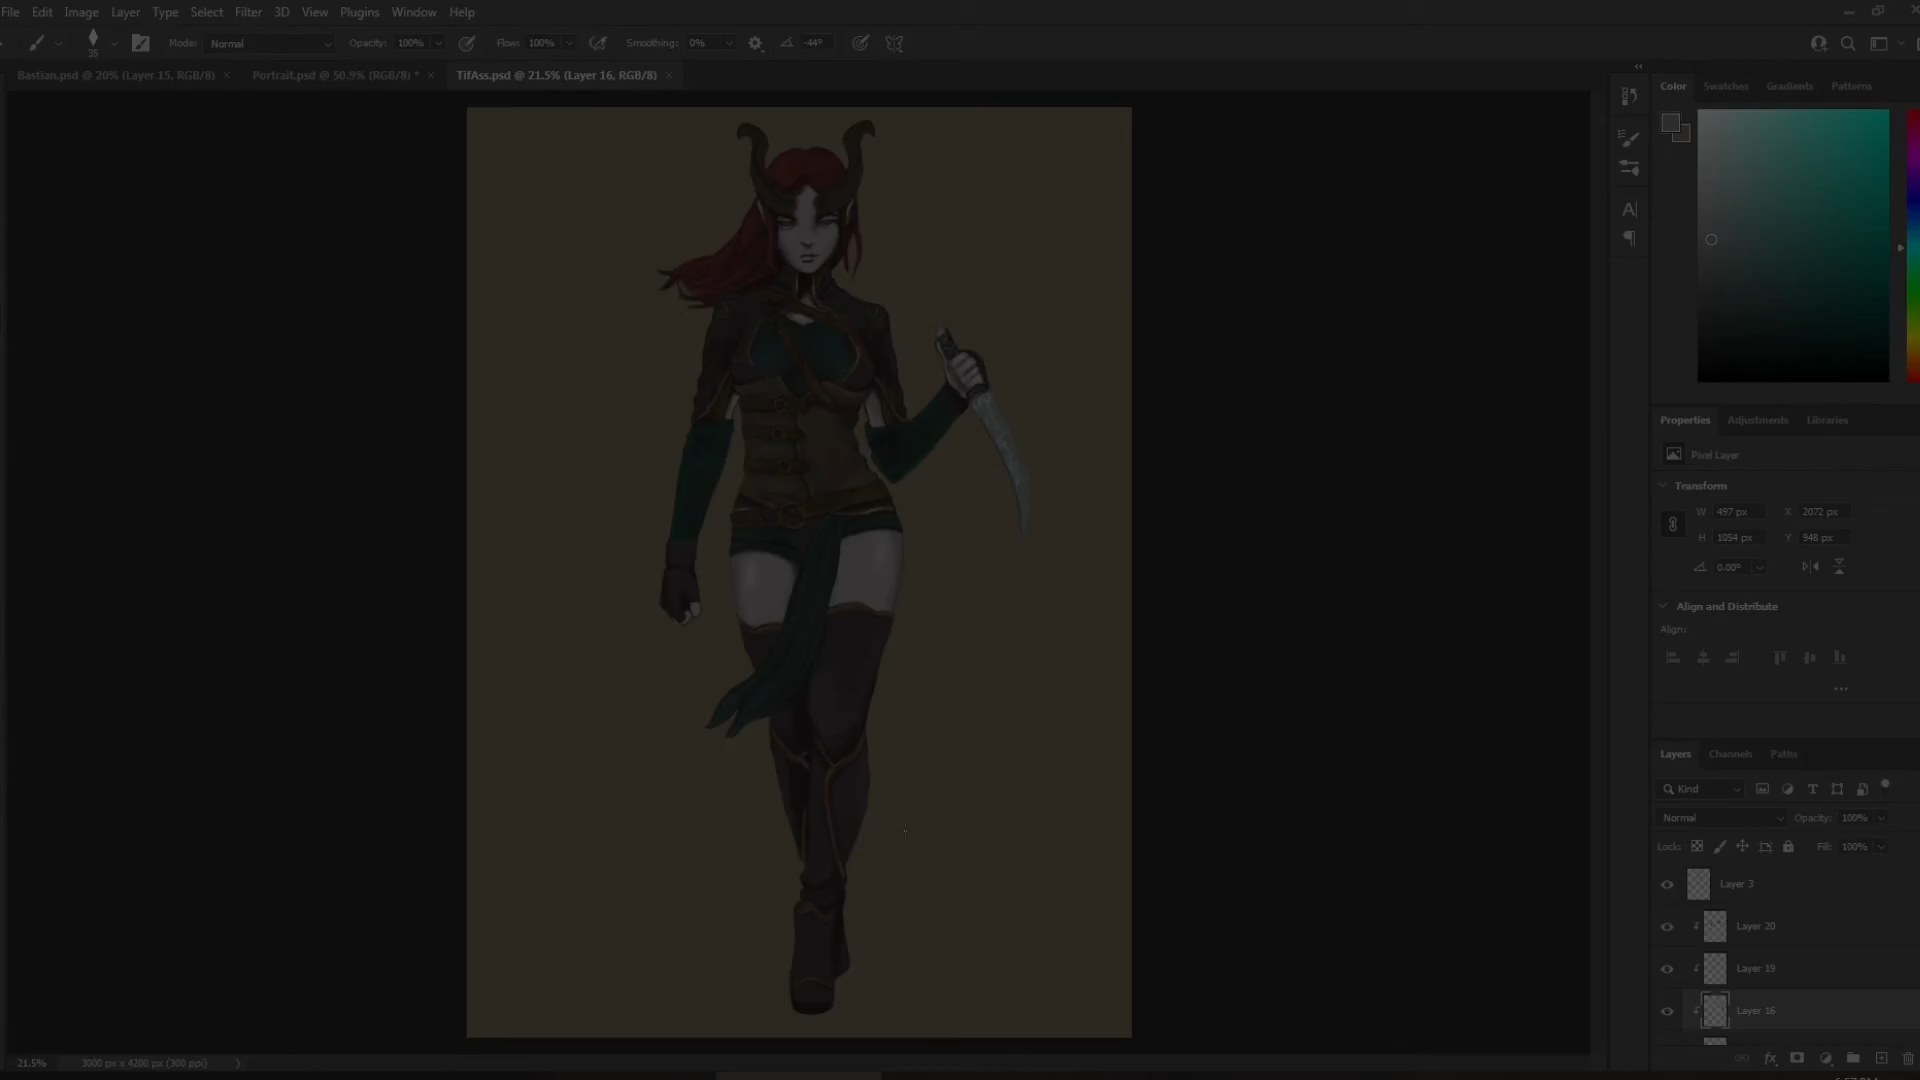 File Edit Image Layer Type Select Filter 3D View Plugins Window Help
35 Mode: Normal Opacity: 100% Flow: 100% Smoothing: 0% -44°
Bastian.psd @ 20% (Layer 15, RGB/8) × Portrait.psd @ 50.9% (RGB/8) * × TifAss.psd @ 21.5% (Layer 16, RGB/8) ×
Color Swatches Gradients Patterns
Properties Adjustments Libraries
Pixel Layer
Transform
W 497 px X 2072 px
H 1054 px Y 948 px
0.00°
Align and Distribute
Align:
Layers Channels Paths
Kind
Normal Opacity: 100%
Lock: Fill: 100%
Layer 3
Layer 20
Layer 19
Layer 16
21.5% 3000 px x 4200 px (300 ppi)